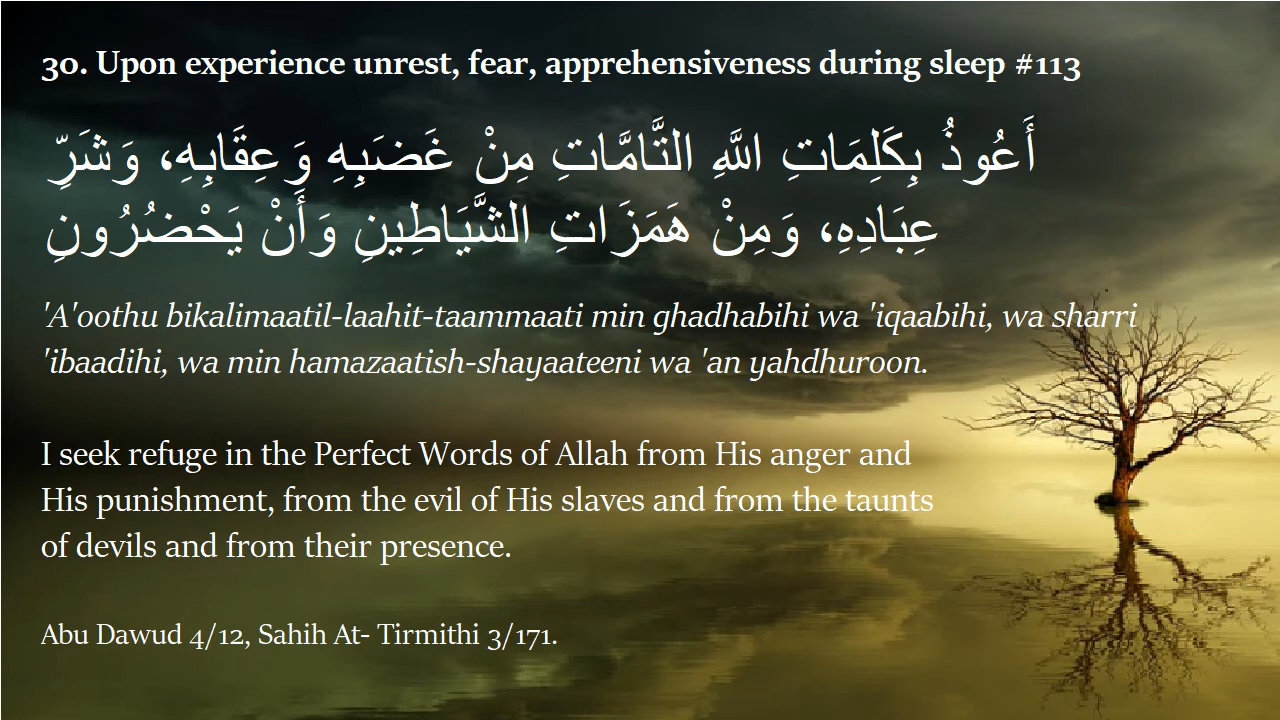 30. Upon experience unrest, fear, apprehensiveness during sleep #113
أَعُوذُ بِكَلِمَاتِ اللَّهِ التَّامَّاتِ مِنْ غَضَبِهِ وَعِقَابِهِ، وَشَرِّ
عِبَادِهِ، وَمِنْ هَمَزَاتِ الشَّيَاطِينِ وَأَنْ يَحْضُرُونِ
'A'oothu bikalimaatil-laahit-taammaati min ghadhabihi wa 'iqaabihi, wa sharri
'ibaadihi, wa min hamazaatish-shayaateeni wa 'an yahdhuroon.
I seek refuge in the Perfect Words of Allah from His anger and
His punishment, from the evil of His slaves and from the taunts
of devils and from their presence.
Abu Dawud 4/12, Sahih At- Tirmithi 3/171.